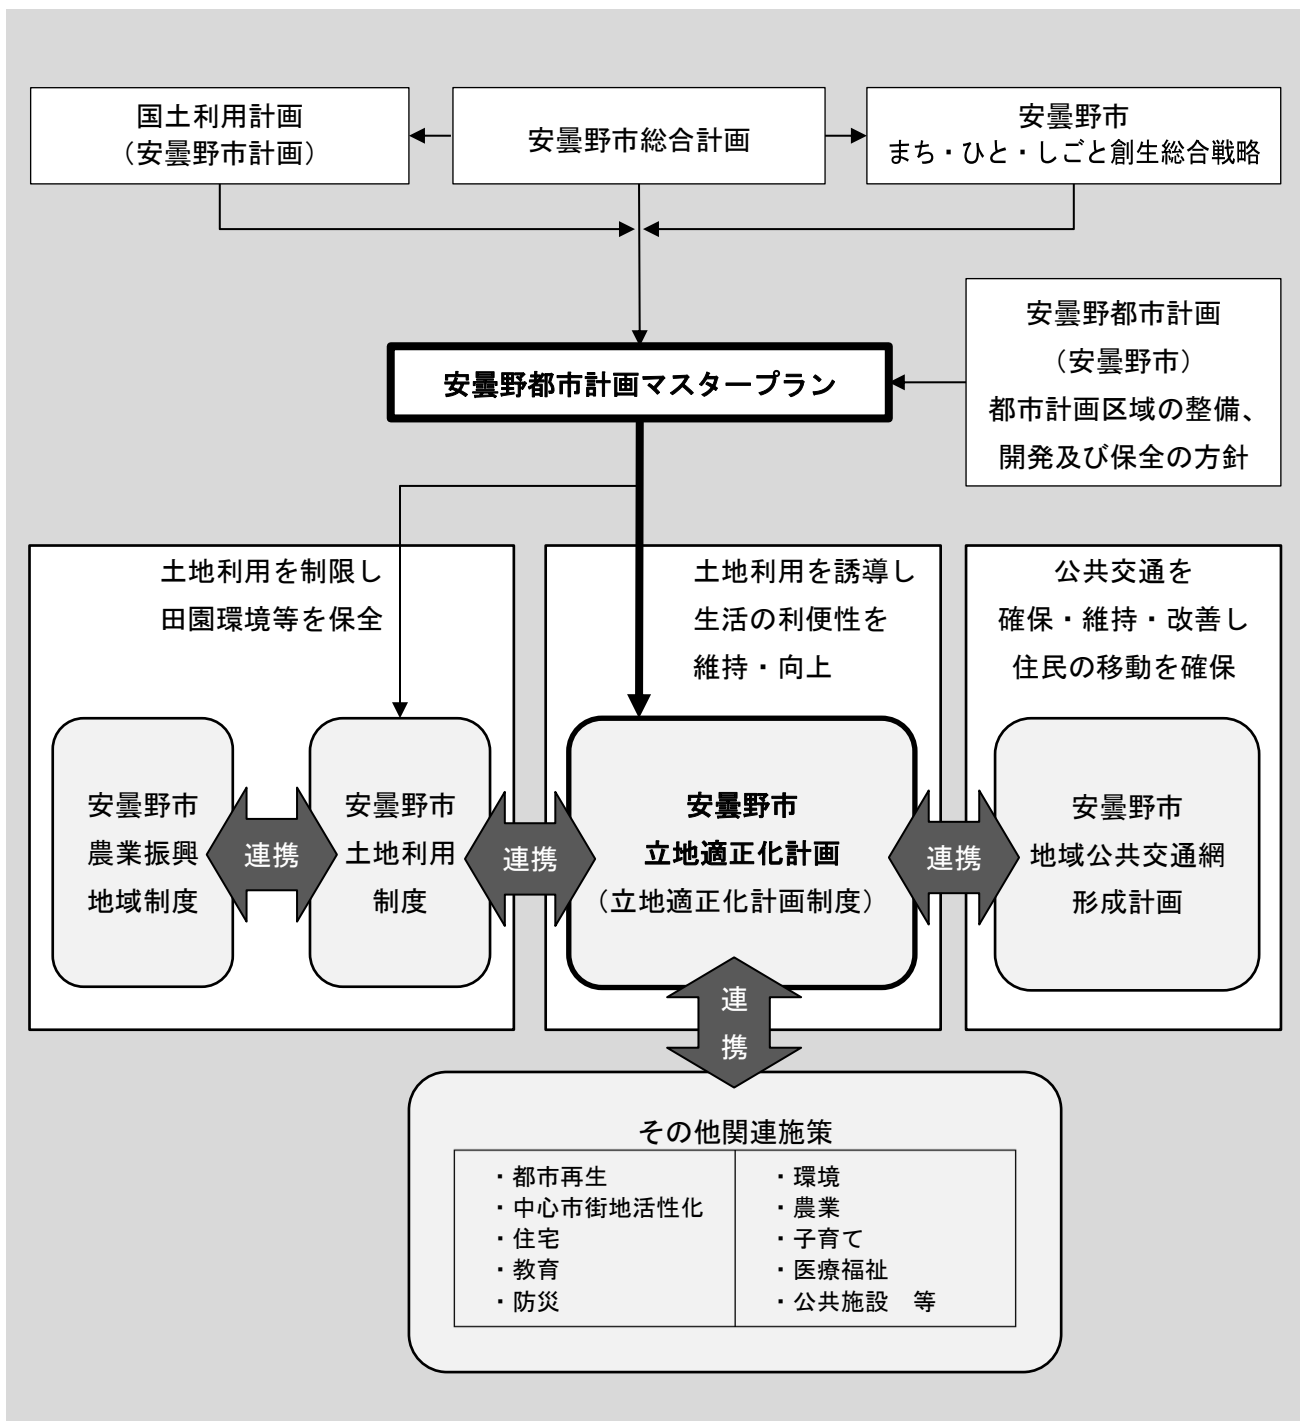 国土利用計画
（安曇野市計画）
安曇野市総合計画
安曇野市
まち・ひと・しごと創生総合戦略
安曇野都市計画
（安曇野市）
都市計画区域の整備、
開発及び保全の方針
安曇野都市計画マスタープラン
土地利用を制限し
田園環境等を保全
土地利用を誘導し
生活の利便性を
維持・向上
公共交通を
確保・維持・改善し
住民の移動を確保
安曇野市
農業振興
地域制度
連携
安曇野市
土地利用
制度
連携
安曇野市
立地適正化計画
（立地適正化計画制度）
連携
安曇野市
地域公共交通網
形成計画
連
携
その他関連施策
・都市再生
・中心市街地活性化
・住宅
・教育
・防災
・環境
・農業
・子育て
・医療福祉
・公共施設　等